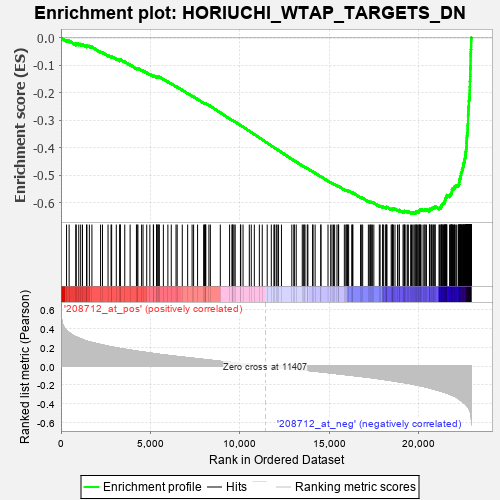 Enrichment plot: HORIUCHI_WTAP_TARGETS_DN
Enrichment score (ES)
0.0
-0.1
-0.2
-0.3
-0.4
-0.5
-0.6
Ranked list metric (Pearson)
0.6
0.4
0.2
0.0
-0.2
-0.4
-0.6
'208712_at_pos' (positively correlated)
Zero cross at 11407
'208712_at_neg' (negatively correlated)
0
5,000
10,000
15,000
20,000
Rank in Ordered Dataset
Enrichment profile
Hits
Ranking metric scores